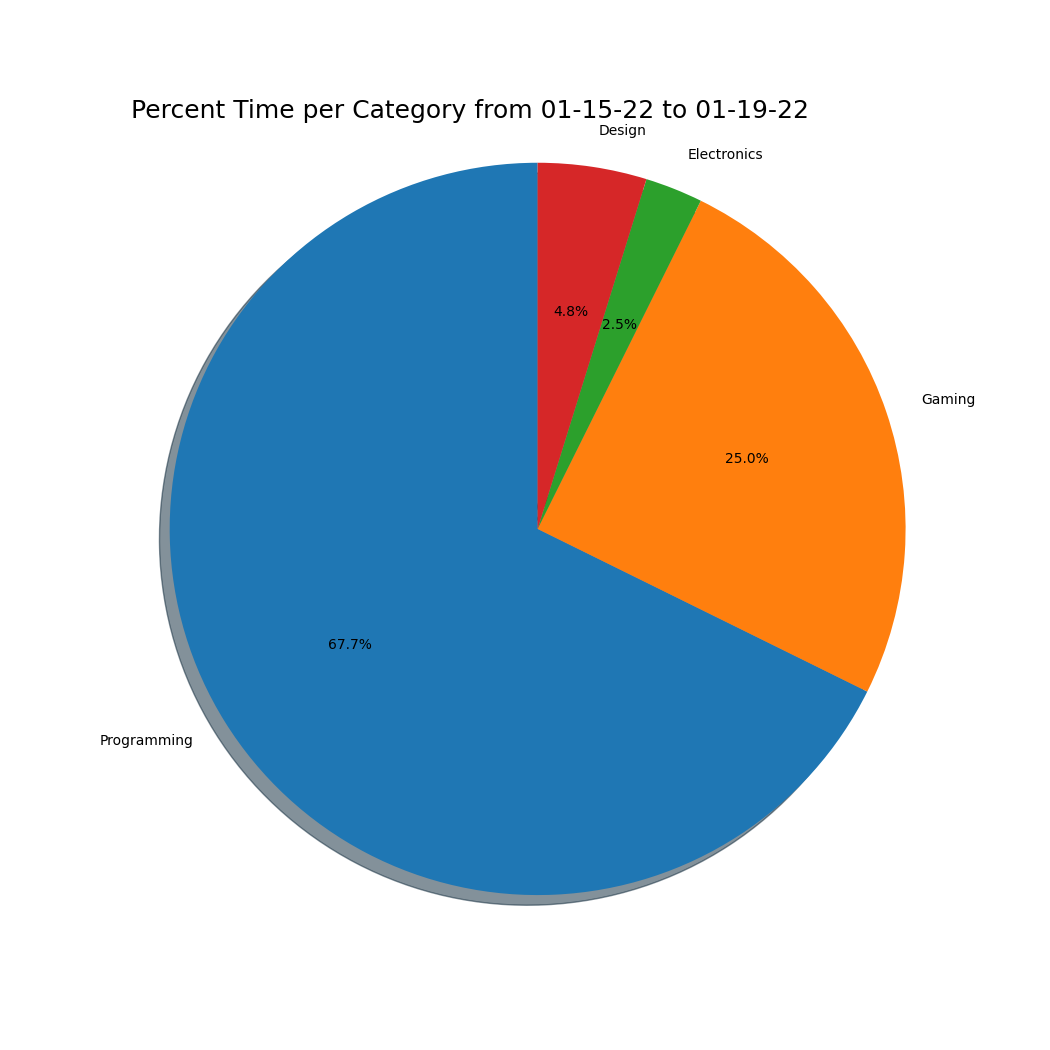 Percent Time per Category from 01-15-22 to 01-19-22
Design
Electronics
4.8%
2.5%
Gaming
25.0%
67.7%
Programming